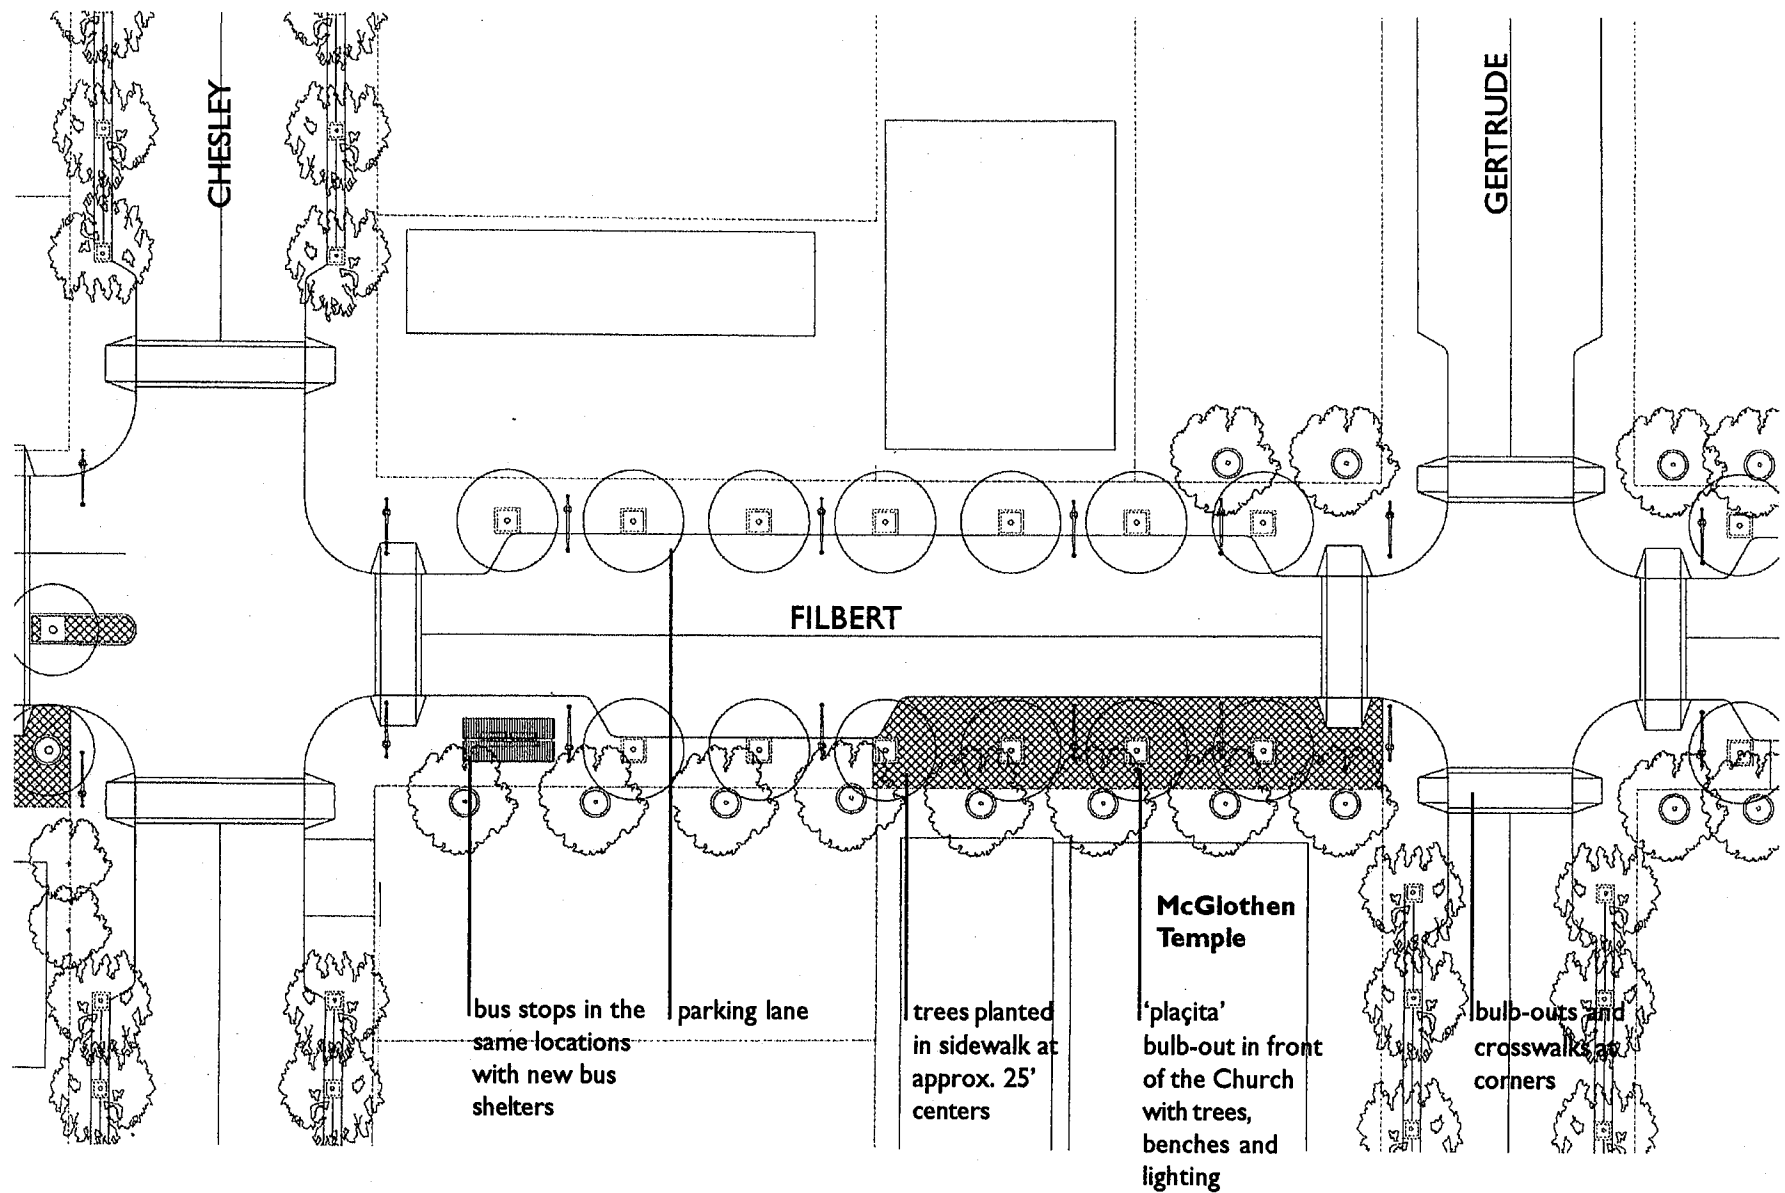 CHESLEY
GERTRUDE
FILBERT
McGlothen
Temple
bus stops in the
same locations
with new bus
shelters
parking lane
trees planted
in sidewalk at
approx. 25'
centers
‘plaçita’
bulb-out in front
of the Church
with trees,
benches and
lighting
bulb-outs and
crosswalks at
corners